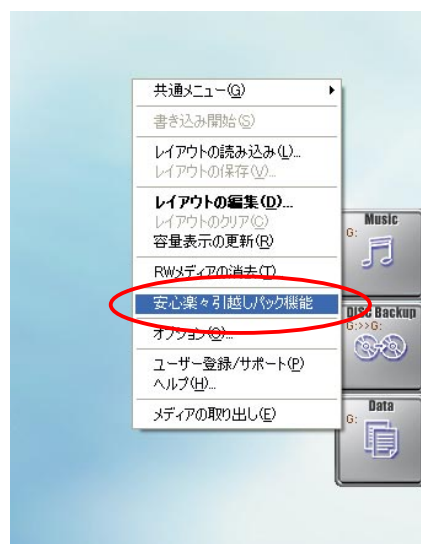 共通メニュー(G)
書き込み開始(S)
レイアウトの読み込み(L)...
レイアウトの保存(V)...
レイアウトの編集(D)...
レイアウトのクリア(C)
容量表示の更新(R)
RWメディアの消去(T)
安心楽々引越しパック機能
オプション(O)...
ユーザー登録/サポート(P)
ヘルプ(H)...
メディアの取り出し(E)
Music
G:
DISC Backup
G:>>G:
Data
G: